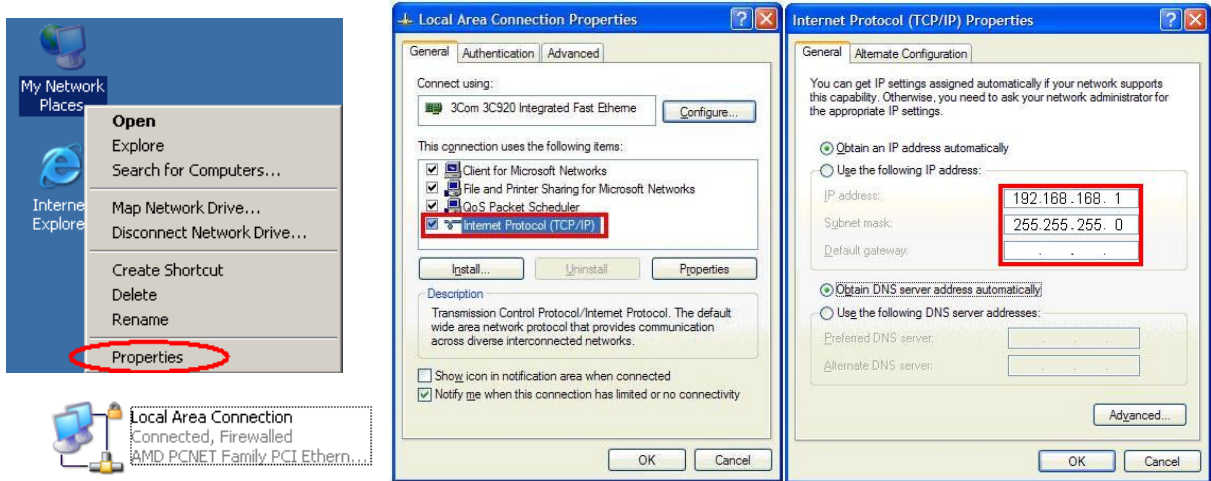 My Network
Places
Interne
Explore
Open
Explore
Search for Computers...
Map Network Drive...
Disconnect Network Drive...
Create Shortcut
Delete
Rename
Properties
Local Area Connection
Connected, Firewalled
AMD PCNET Family PCI Ethern...
Local Area Connection Properties
General Authentication Advanced
Connect using:
3Com 3C920 Integrated Fast Etherne
Configure...
This connection uses the following items:
Client for Microsoft Networks
File and Printer Sharing for Microsoft Networks
QoS Packet Scheduler
Internet Protocol (TCP/IP)
Install... Uninstall Properties
Description
Transmission Control Protocol/Internet Protocol. The default
wide area network protocol that provides communication
across diverse interconnected networks.
Show icon in notification area when connected
Notify me when this connection has limited or no connectivity
OK Cancel
Internet Protocol (TCP/IP) Properties
General Alternate Configuration
You can get IP settings assigned automatically if your network supports
this capability. Otherwise, you need to ask your network administrator for
the appropriate IP settings.
Obtain an IP address automatically
Use the following IP address:
IP address: 192.168.168. 1
Subnet mask: 255.255.255. 0
Default gateway: . . .
Obtain DNS server address automatically
Use the following DNS server addresses:
Preferred DNS server: . . .
Alternate DNS server: . . .
Advanced...
OK Cancel